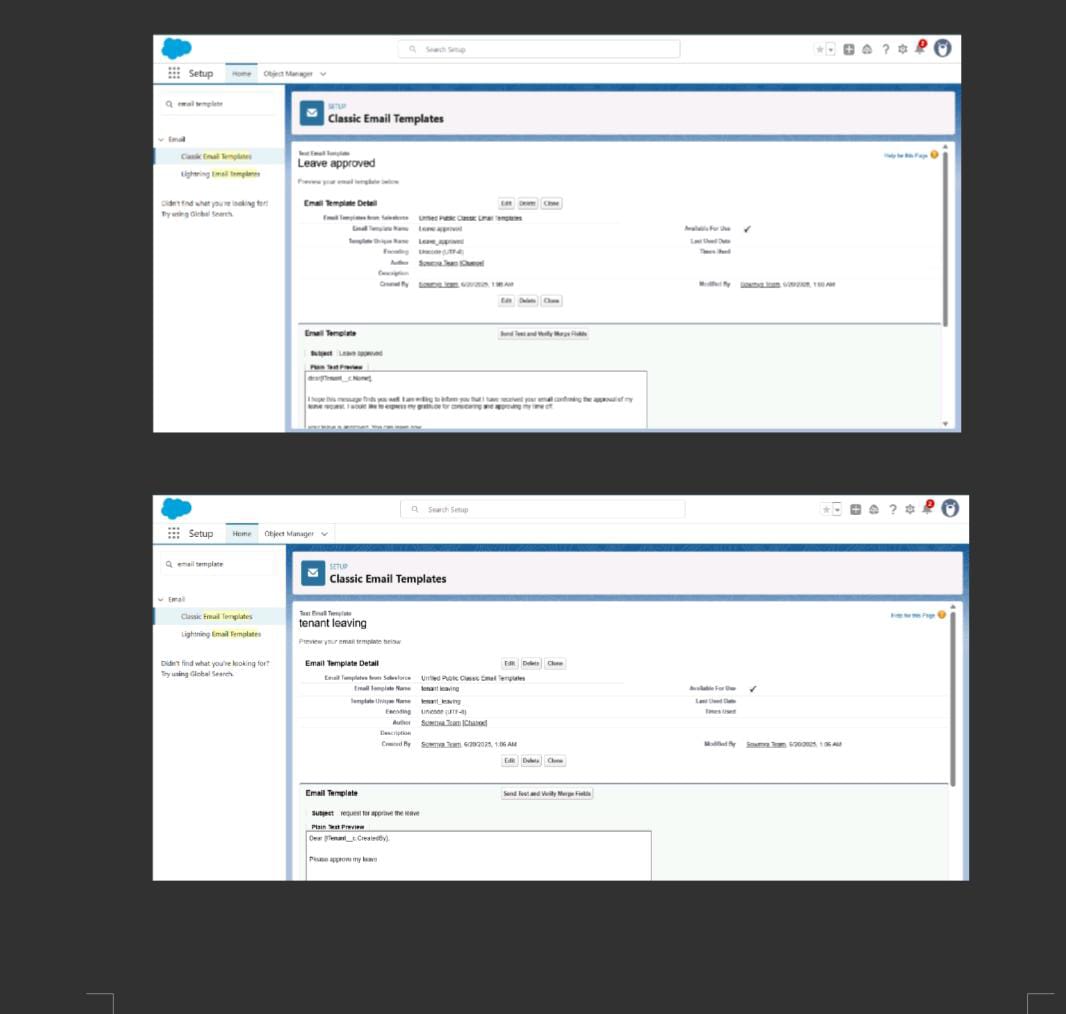 Search Setup
2
Setup Home Object Manager
email template
SETUP
Classic Email Templates
Email
Classic Email Templates
Lightning Email Templates
Didn't find what you're looking for?
Try using Global Search.
Text Email Template
Leave approved
Help for this Page
Preview your email template below.
Email Template Detail Edit Delete Clone
Email Templates from Salesforce Unfiled Public Classic Email Templates
Email Template Name Leave approved Available For Use ✓
Template Unique Name Leave_approved Last Used Date
Encoding Unicode (UTF-8) Times Used
Author Sowmya Team [Change]
Description
Created By Sowmya Team, 6/20/2025, Modified By Sowmya Team, 6/20/2025,
Edit Delete Clone
Email Template Send Test and Verify Merge Fields
Subject Leave approved
Plain Text Preview
dear{!Tenant__c.Name},
I hope this message finds you well. I am writing to inform you that I have received your email confirming the approval of my
leave request. I would like to express my gratitude for considering and approving my time off.
your leave is approved. You can leave now
Search Setup
2
Setup Home Object Manager
email template
SETUP
Classic Email Templates
Email
Classic Email Templates
Lightning Email Templates
Didn't find what you're looking for?
Try using Global Search.
Text Email Template
tenant leaving
Help for this Page
Preview your email template below.
Email Template Detail Edit Delete Clone
Email Templates from Salesforce Unfiled Public Classic Email Templates
Email Template Name tenant leaving Available For Use ✓
Template Unique Name tenant_leaving Last Used Date
Encoding Unicode (UTF-8) Times Used
Author Sowmya Team [Change]
Description
Created By Sowmya Team, 6/20/2025, 1:06 AM Modified By Sowmya Team, 6/20/2025, 1:06 AM
Edit Delete Clone
Email Template Send Test and Verify Merge Fields
Subject request for approve the leave
Plain Text Preview
Dear {!Tenant__c.CreatedBy},
Please approve my leave